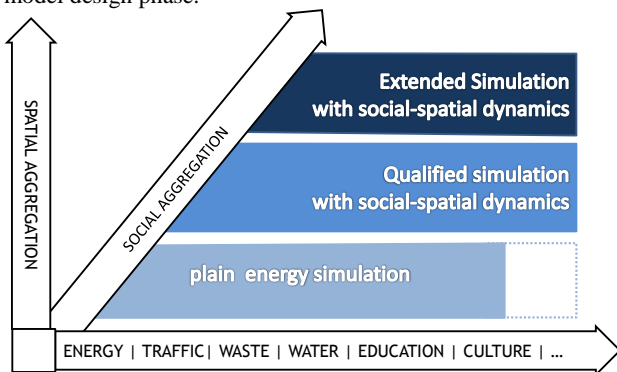 model design phase.
SPATIAL AGGREGATION
SOCIAL AGGREGATION
Extended Simulation
with social-spatial dynamics
Qualified simulation
with social-spatial dynamics
plain energy simulation
ENERGY | TRAFFIC| WASTE | WATER | EDUCATION | CULTURE | ...